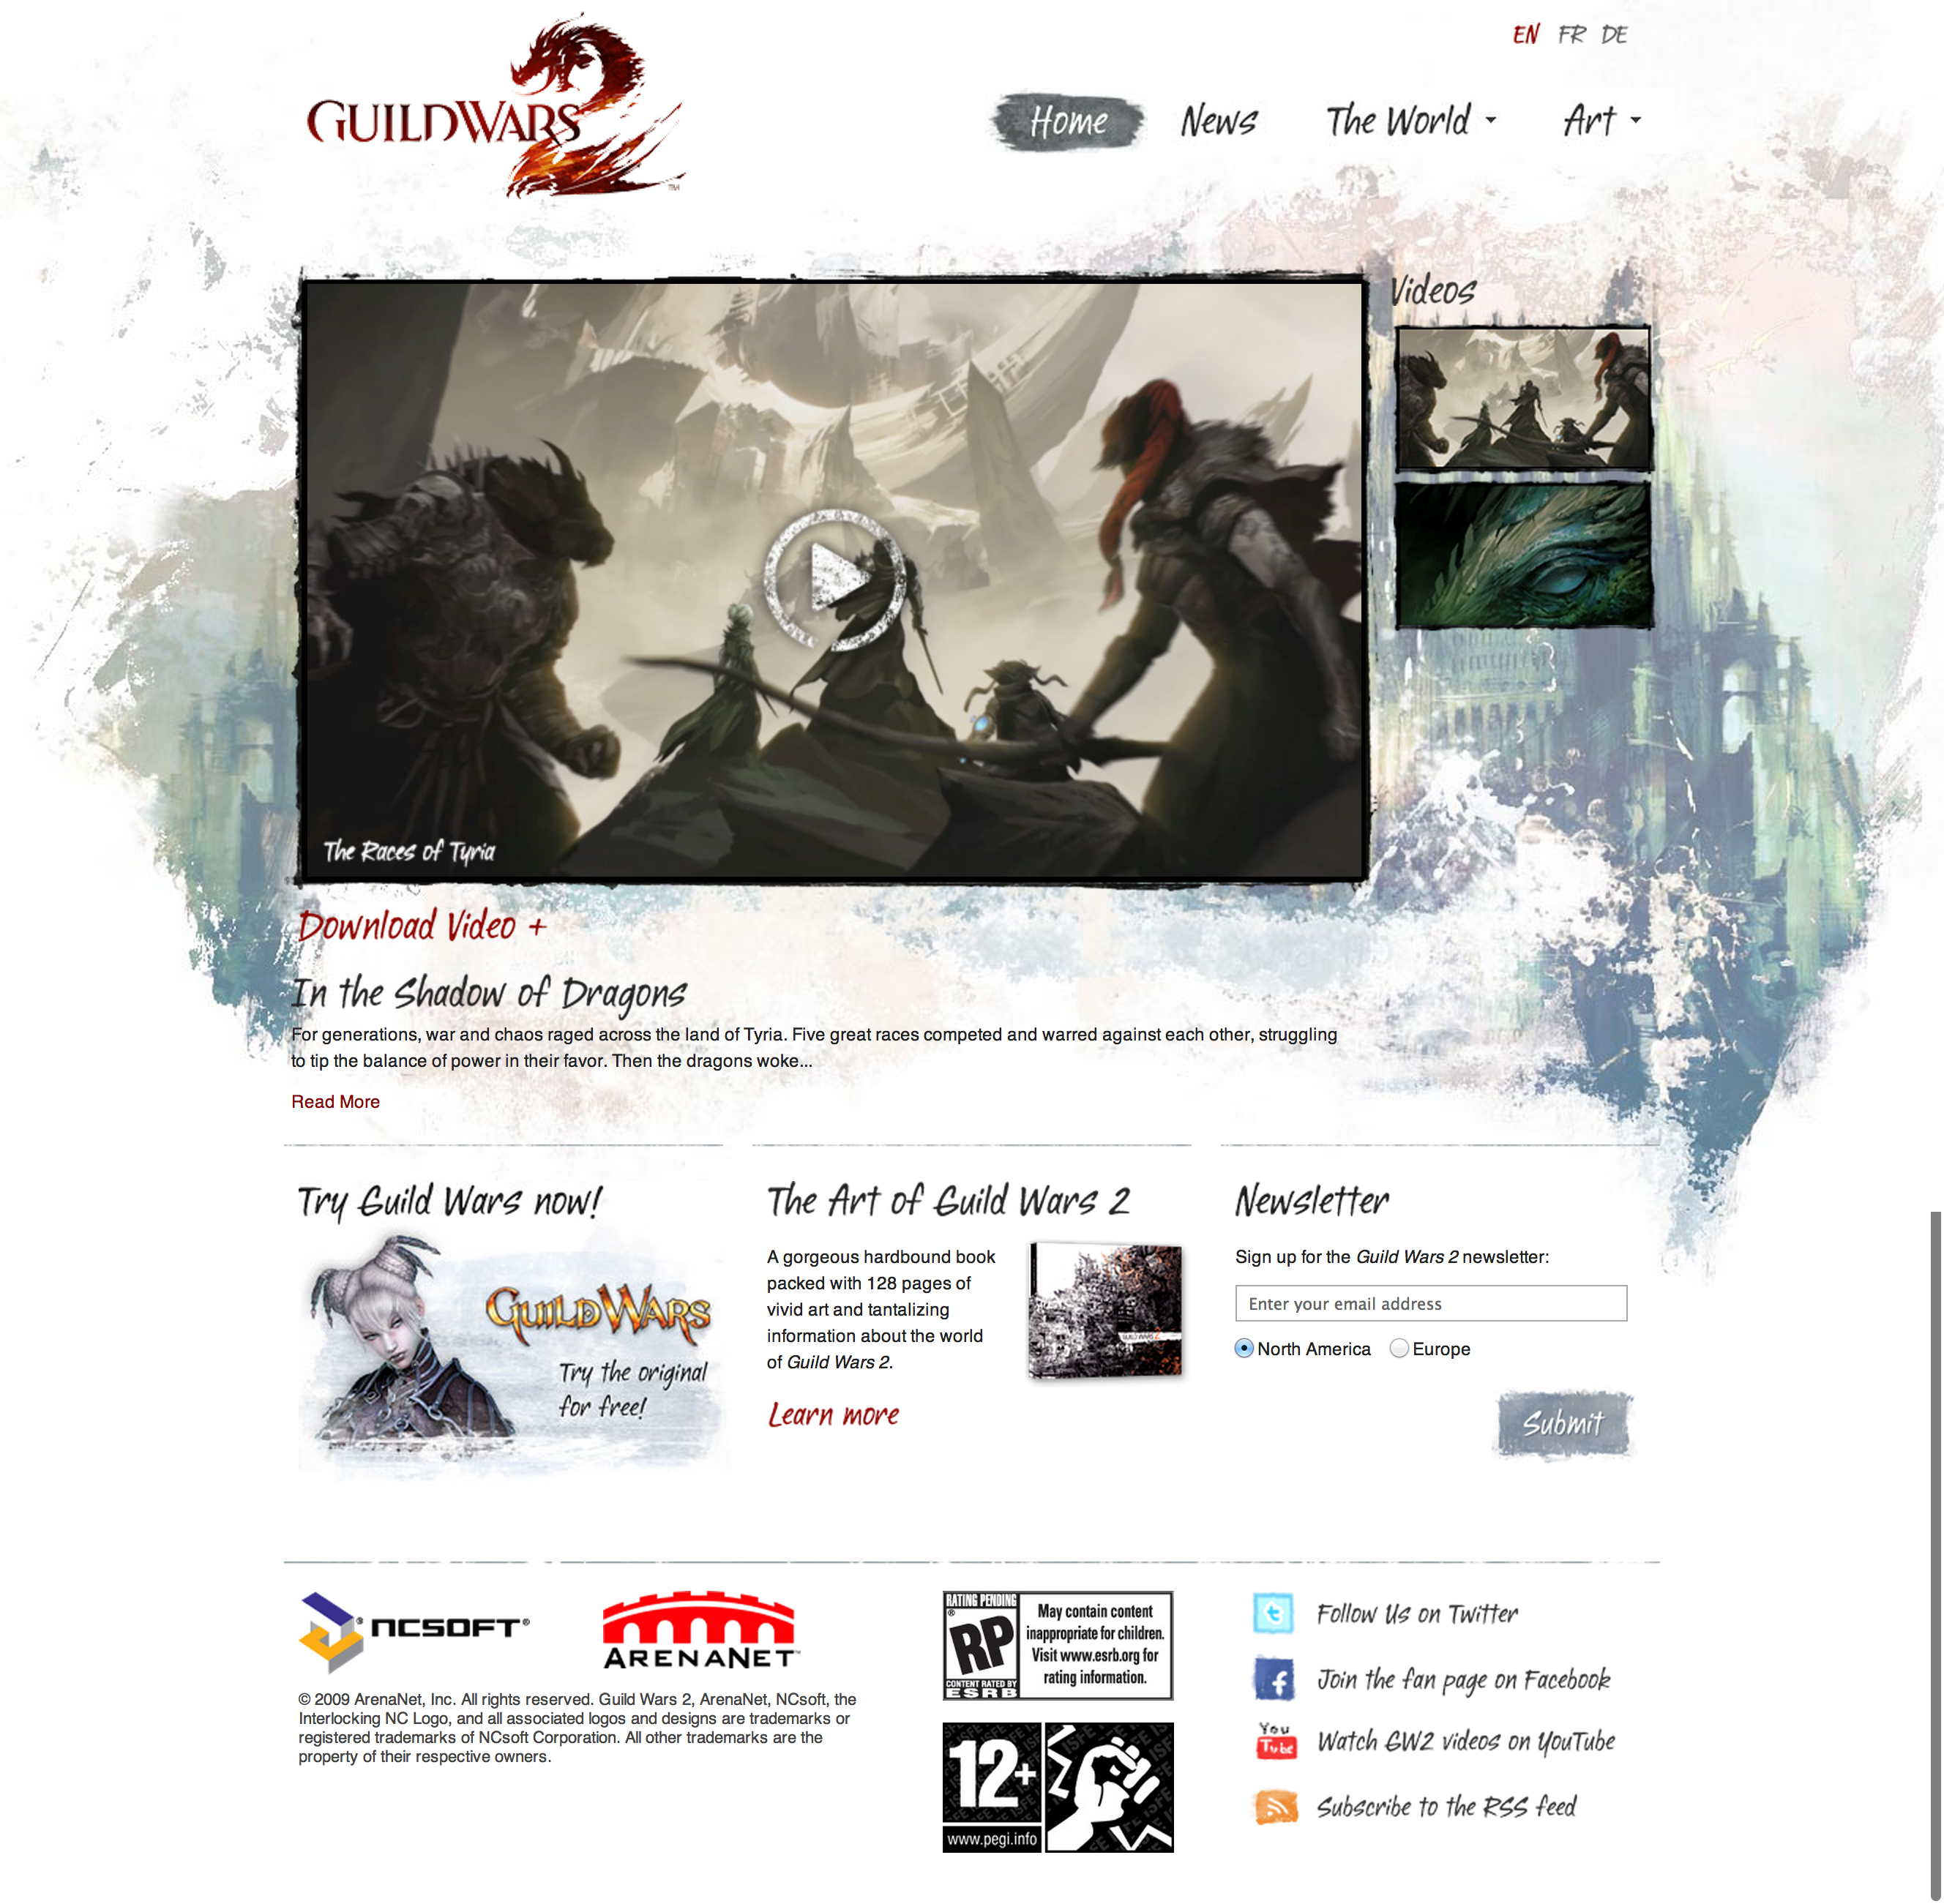 EN FR DE
GUILDWARS 2 ™
Home News The World Art
Videos
The Races of Tyria
Download Video +
In the Shadow of Dragons
For generations, war and chaos raged across the land of Tyria. Five great races competed and warred against each other, struggling
to tip the balance of power in their favor. Then the dragons woke...
Read More
Try Guild Wars now!
GUILDWARS
Try the original
for free!
The Art of Guild Wars 2
A gorgeous hardbound book
packed with 128 pages of
vivid art and tantalizing
information about the world
of Guild Wars 2.
GUILD WARS 2
Learn more
Newsletter
Sign up for the Guild Wars 2 newsletter:
Enter your email address
North America Europe
Submit
NCSOFT®
ARENANET™
© 2009 ArenaNet, Inc. All rights reserved. Guild Wars 2, ArenaNet, NCsoft, the
Interlocking NC Logo, and all associated logos and designs are trademarks or
registered trademarks of NCsoft Corporation. All other trademarks are the
property of their respective owners.
RATING PENDING
®
RP
CONTENT RATED BY
ESRB
May contain content
inappropriate for children.
Visit www.esrb.org for
rating information.
12+
www.pegi.info
ISFE
Follow Us on Twitter
Join the fan page on Facebook
You
Tube
Watch GW2 videos on YouTube
Subscribe to the RSS feed